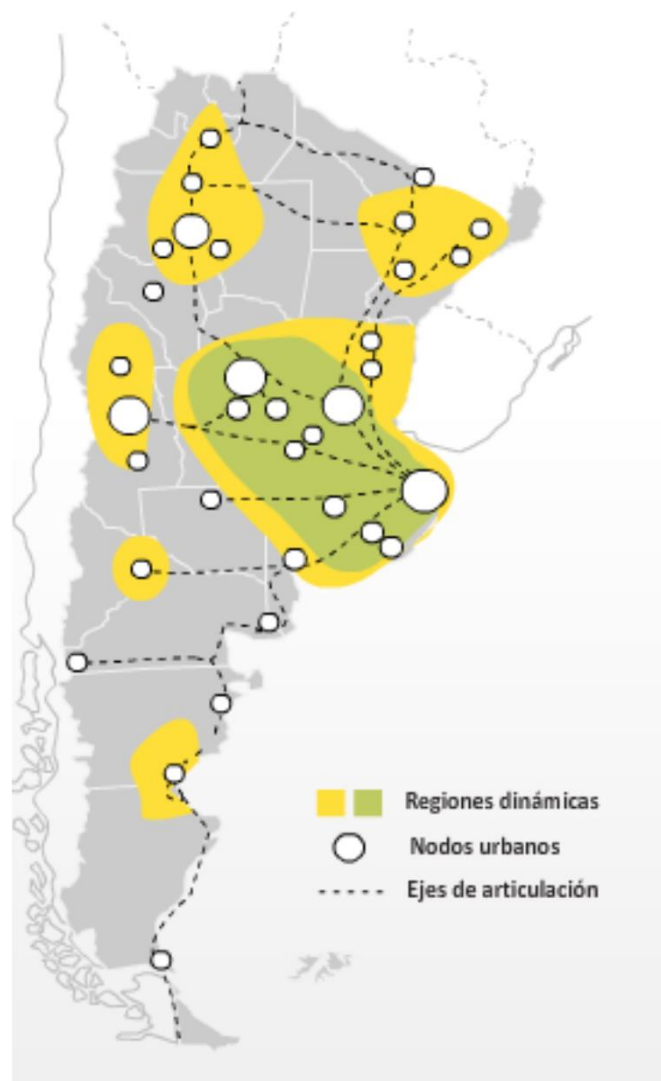 Regiones dinámicas
Nodos urbanos
Ejes de articulación